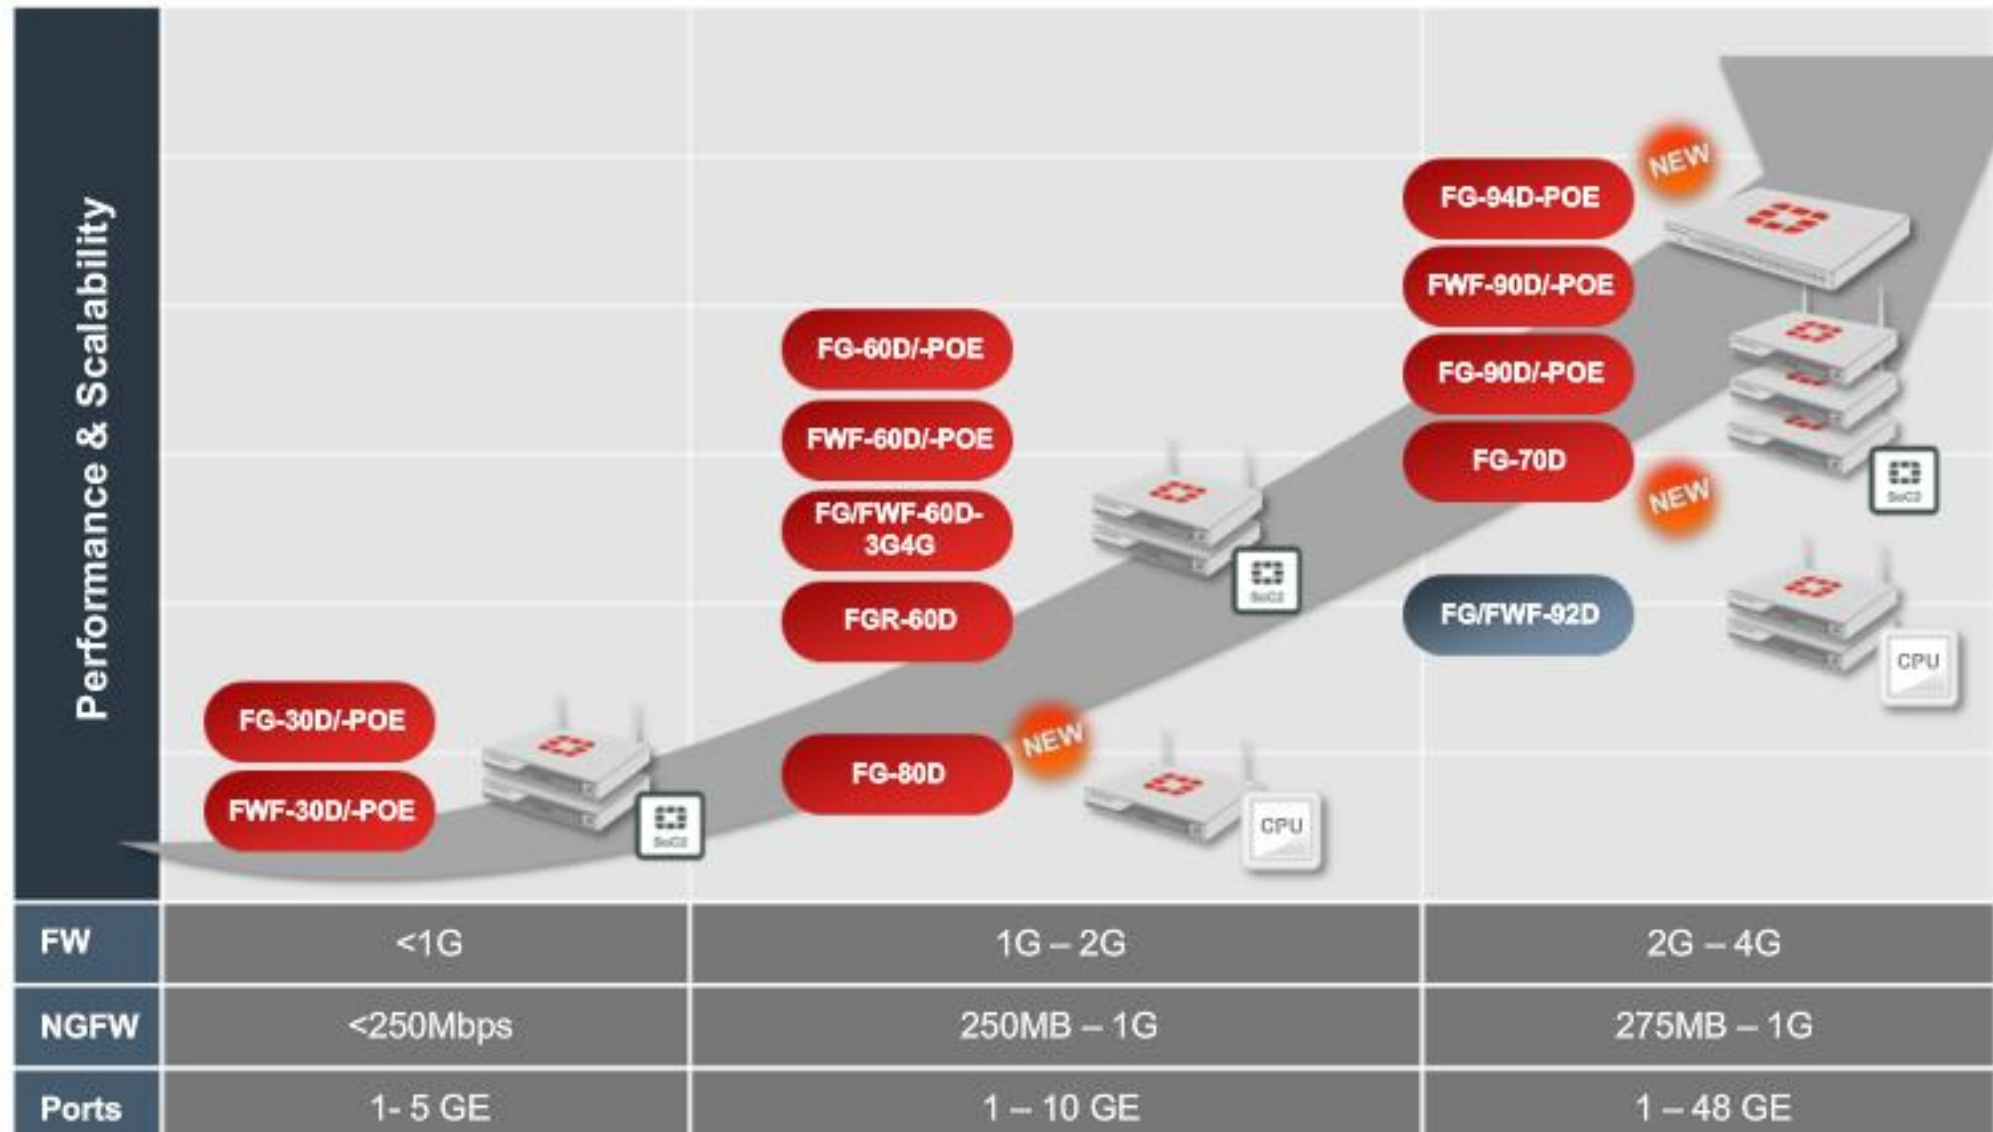 Performance & Scalability
NEW
FG-94D-POE
FWF-90D/-POE
FG-90D/-POE
FG-70D
NEW
SoC2
FG/FWF-92D
CPU
FG-60D/-POE
FWF-60D/-POE
FG/FWF-60D-
3G4G
FGR-60D
SoC2
FG-80D
NEW
CPU
FG-30D/-POE
FWF-30D/-POE
SoC2
FW <1G 1G – 2G 2G – 4G
NGFW <250Mbps 250MB – 1G 275MB – 1G
Ports 1- 5 GE 1 – 10 GE 1 – 48 GE